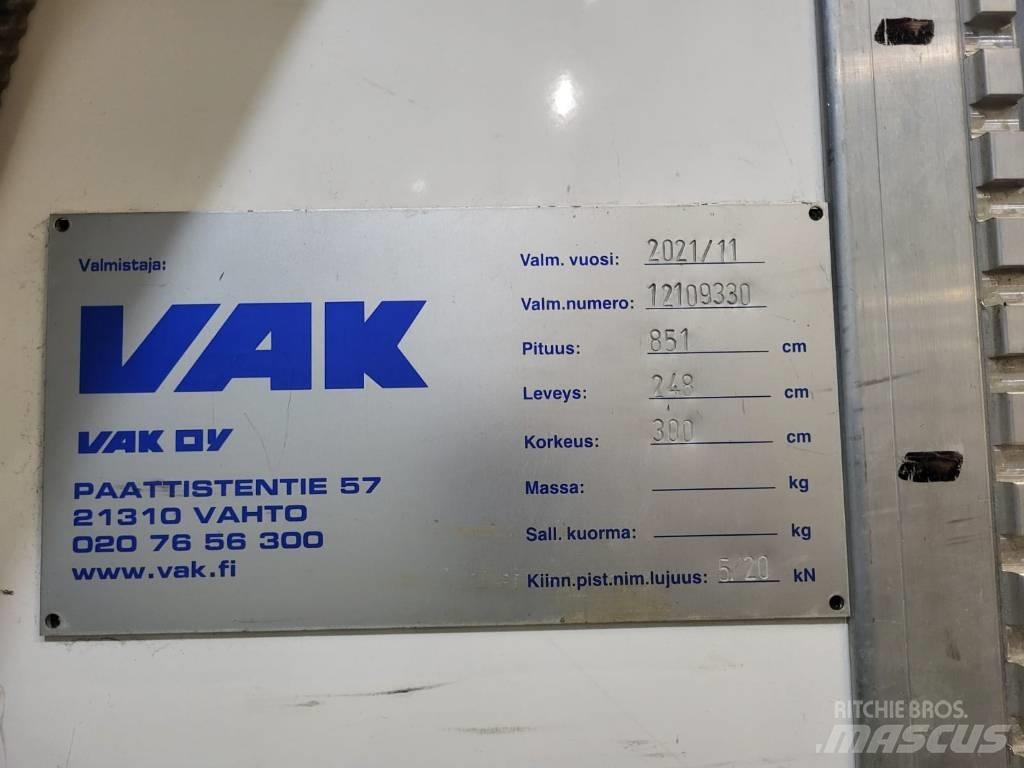 Valmistaja:
VAK
VAK OY
PAATTISTENTIE 57
21310 VAHTO
020 76 56 300
www.vak.fi
Valm. vuosi: 2021/11
Valm.numero: 12109330
Pituus: 851 cm
Leveys: 248 cm
Korkeus: 300 cm
Massa: kg
Sall. kuorma: kg
Kiinn.pist.nim.lujuus: 5/20 kN
RITCHIE BROS.
MASCUS